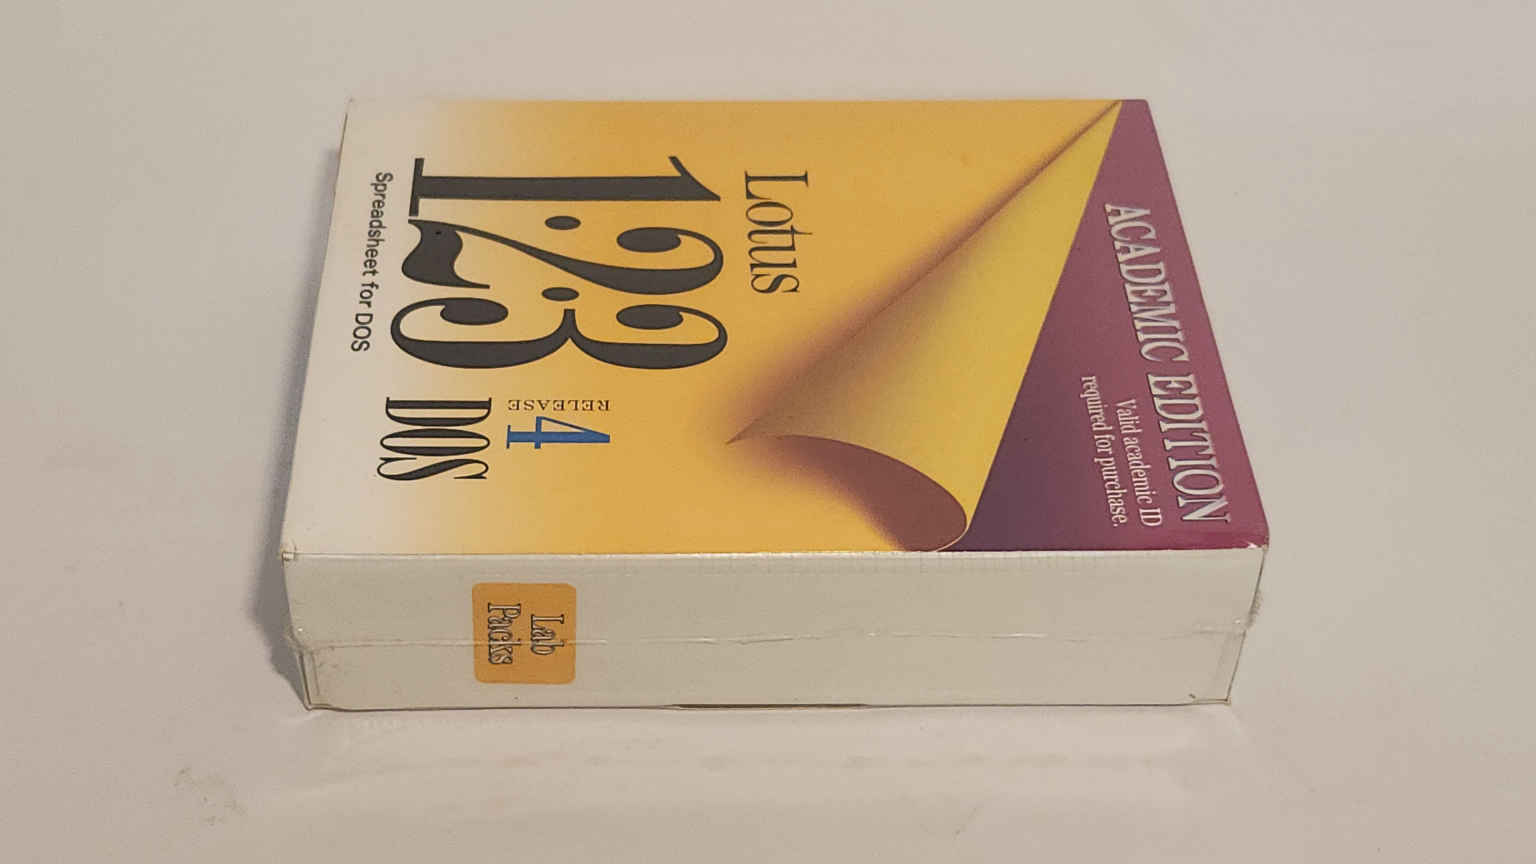 ACADEMIC EDITION
Valid academic ID
required for purchase.
Lotus
1·2·3
RELEASE
4
DOS
Spreadsheet for DOS
Lab
Packs